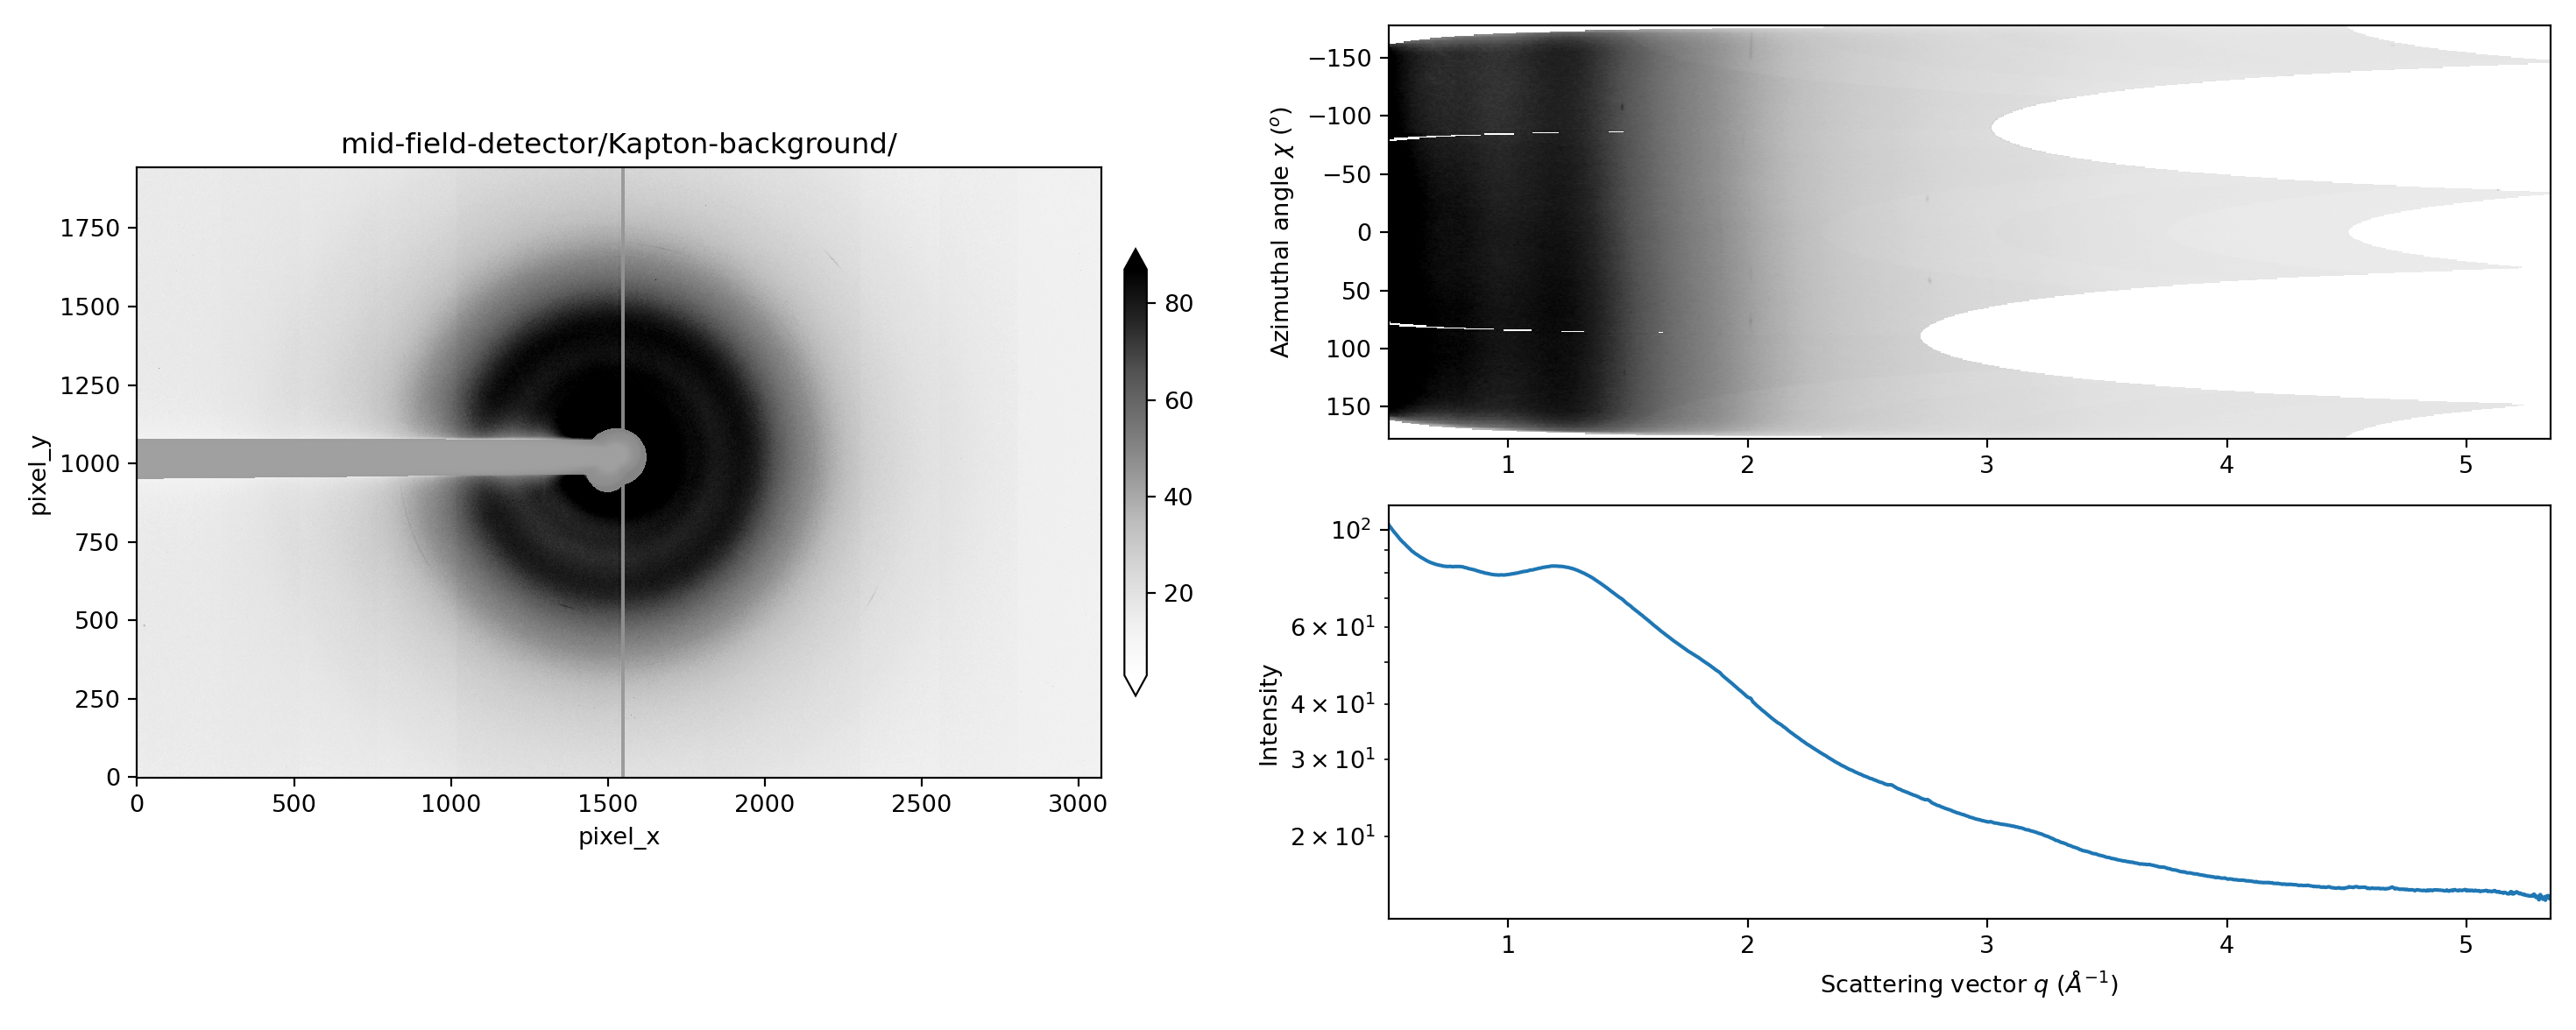 mid-field-detector/Kapton-background/
1750
1500
1250
1000
750
500
250
0
pixel_y
0 500 1000 1500 2000 2500 3000
pixel_x
80
60
40
20
−150
−100
−50
0
50
100
150
Azimuthal angle χ (°)
1 2 3 4 5
10²
6 × 10¹
4 × 10¹
3 × 10¹
2 × 10¹
Intensity
1 2 3 4 5
Scattering vector q (Å⁻¹)